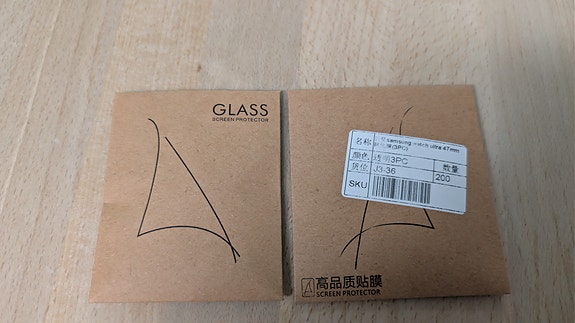 GLASS
SCREEN PROTECTOR
名称 samsung watch ultra 47mm
(3PC)
颜色 透明3PC 数量
货位 J3-36 200
SKU
高品质贴膜
SCREEN PROTECTOR